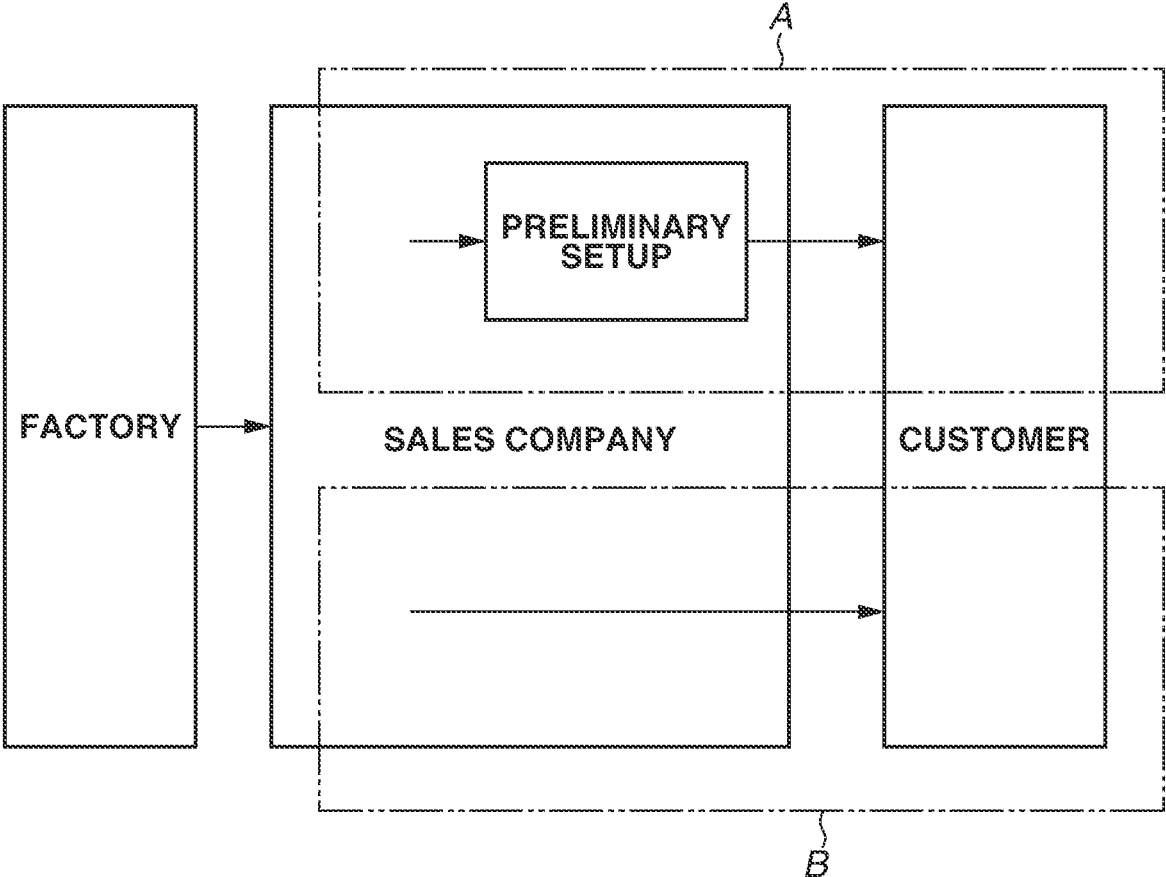 A
PRELIMINARY
SETUP
FACTORY
SALES COMPANY
CUSTOMER
B